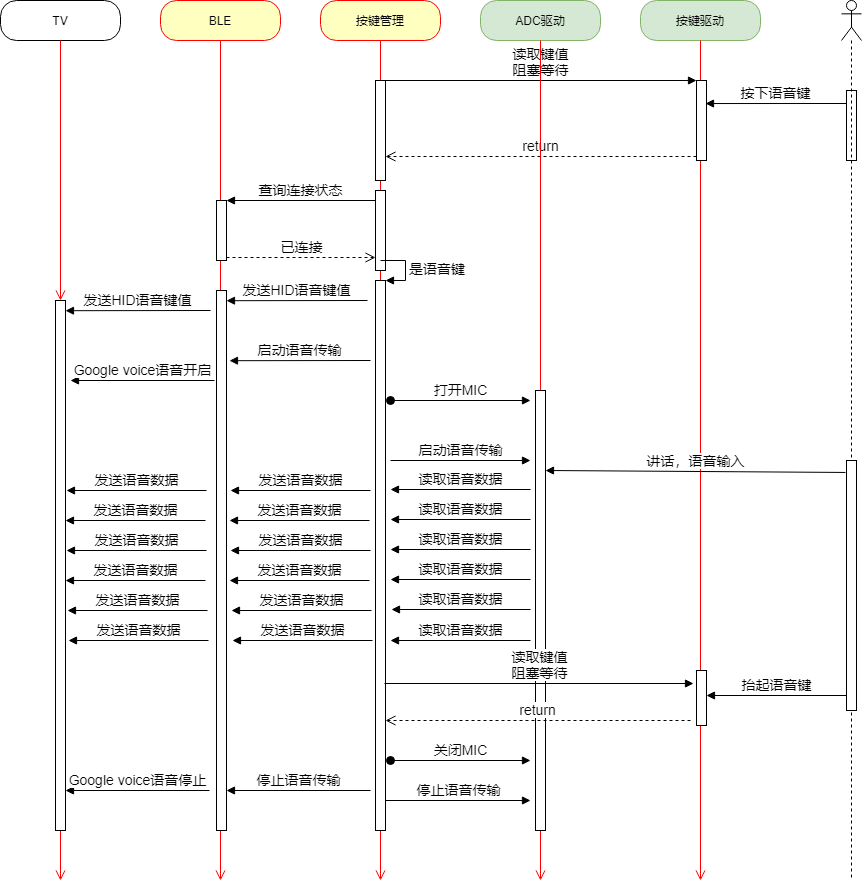 TV
BLE
按键管理
ADC驱动
按键驱动
读取键值
阻塞等待
按下语音键
return
查询连接状态
已连接
是语音键
发送HID语音键值
发送HID语音键值
启动语音传输
Google voice语音开启
打开MIC
启动语音传输
讲话，语音输入
发送语音数据
发送语音数据
读取语音数据
发送语音数据
发送语音数据
读取语音数据
发送语音数据
发送语音数据
读取语音数据
发送语音数据
发送语音数据
读取语音数据
发送语音数据
发送语音数据
读取语音数据
发送语音数据
发送语音数据
读取语音数据
读取键值
阻塞等待
抬起语音键
return
关闭MIC
Google voice语音停止
停止语音传输
停止语音传输